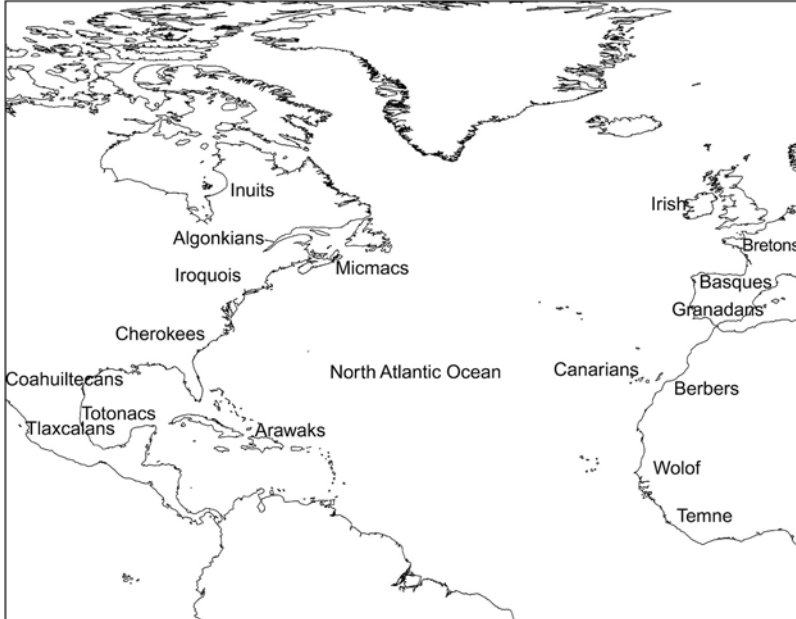 Inuits
Irish
Algonkians
Bretons
Micmacs
Iroquois
Basques
Granadans
Cherokees
North Atlantic Ocean
Canarians
Coahuiltecans
Berbers
Totonacs
Tlaxcalans
Arawaks
Wolof
Temne